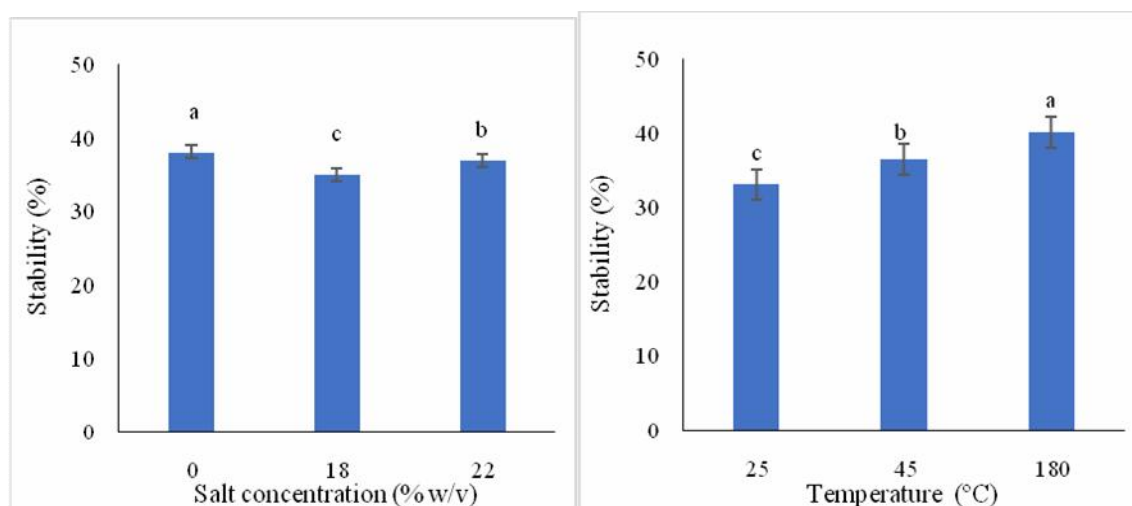 50
40
30
20
10
0
Stability (%)
a
c
b
0 18 22
Salt concentration (% w/v)
50
40
30
20
10
0
Stability (%)
c
b
a
25 45 180
Temperature (°C)